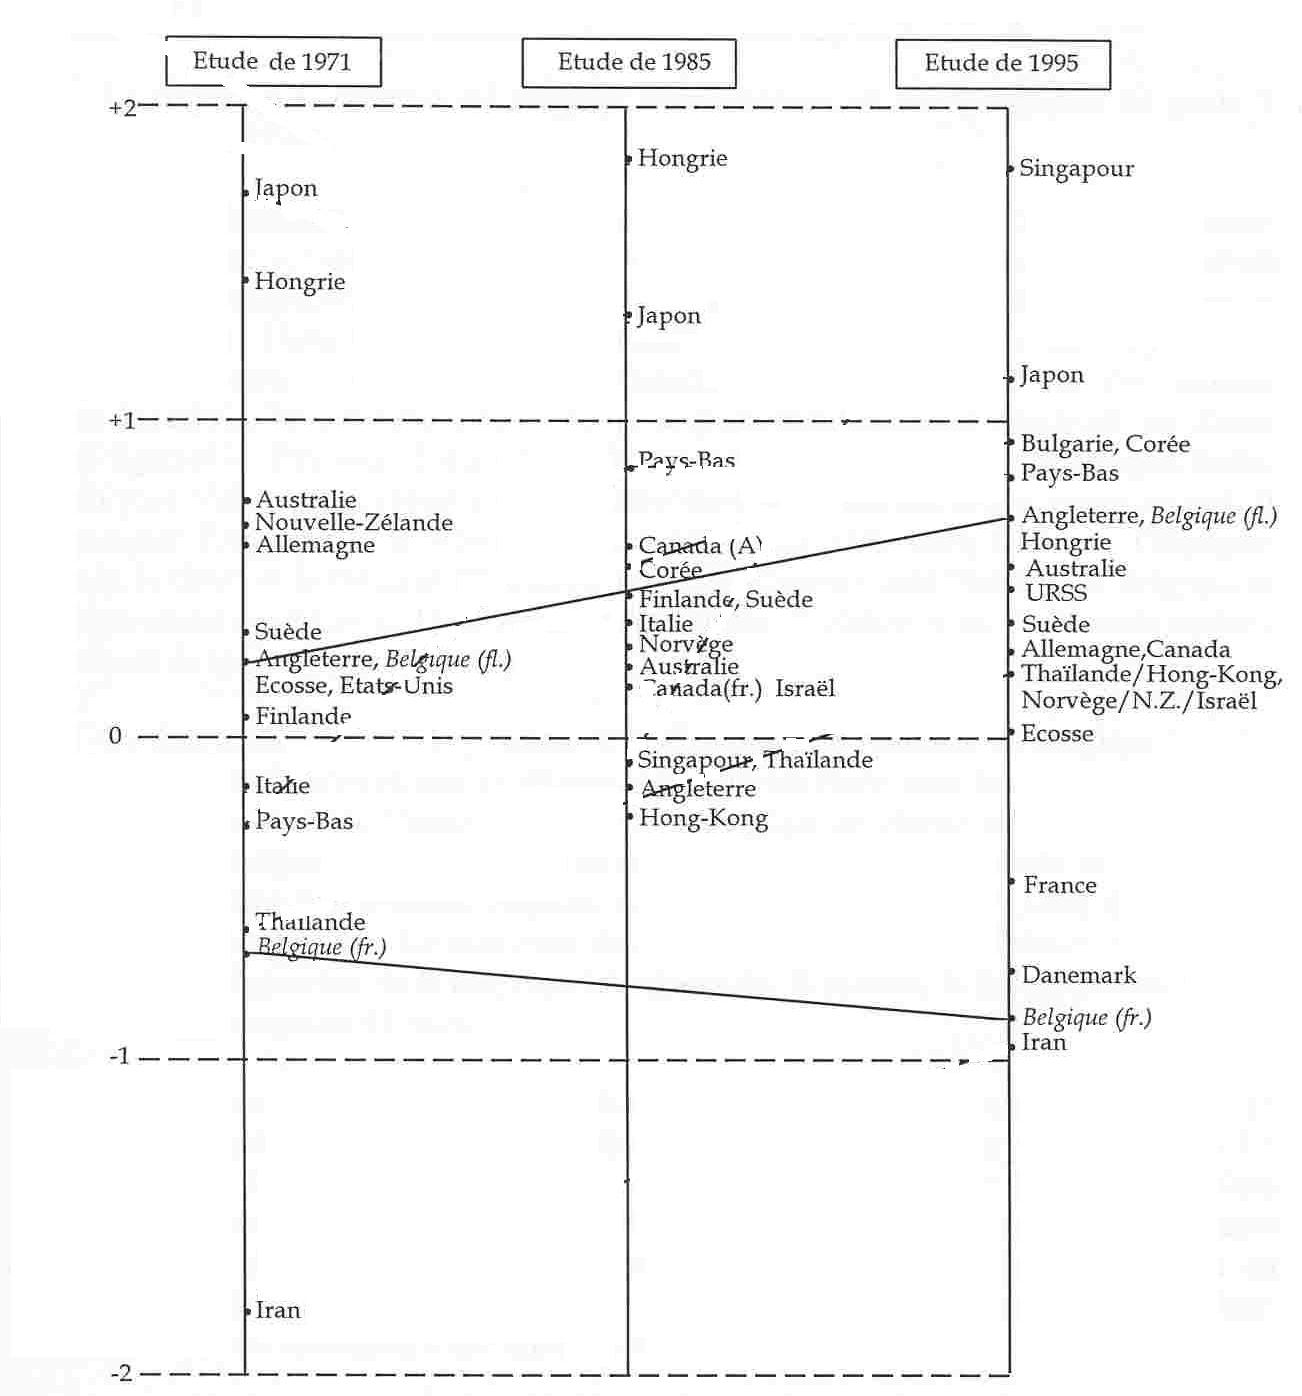 Etude de 1971
Etude de 1985
Etude de 1995
+2
+1
0
-1
-2
Japon
Hongrie
Australie
Nouvelle-Zélande
Allemagne
Suède
Angleterre, Belgique (fl.)
Ecosse, Etats-Unis
Finlande
Italie
Pays-Bas
Thaïlande
Belgique (fr.)
Iran
Hongrie
Japon
Pays-Bas
Canada (A)
Corée
Finlande, Suède
Italie
Norvège
Australie
Canada(fr.) Israël
Singapour, Thaïlande
Angleterre
Hong-Kong
Singapour
Japon
Bulgarie, Corée
Pays-Bas
Angleterre, Belgique (fl.)
Hongrie
Australie
URSS
Suède
Allemagne,Canada
Thaïlande/Hong-Kong,
Norvège/N.Z./Israël
Ecosse
France
Danemark
Belgique (fr.)
Iran